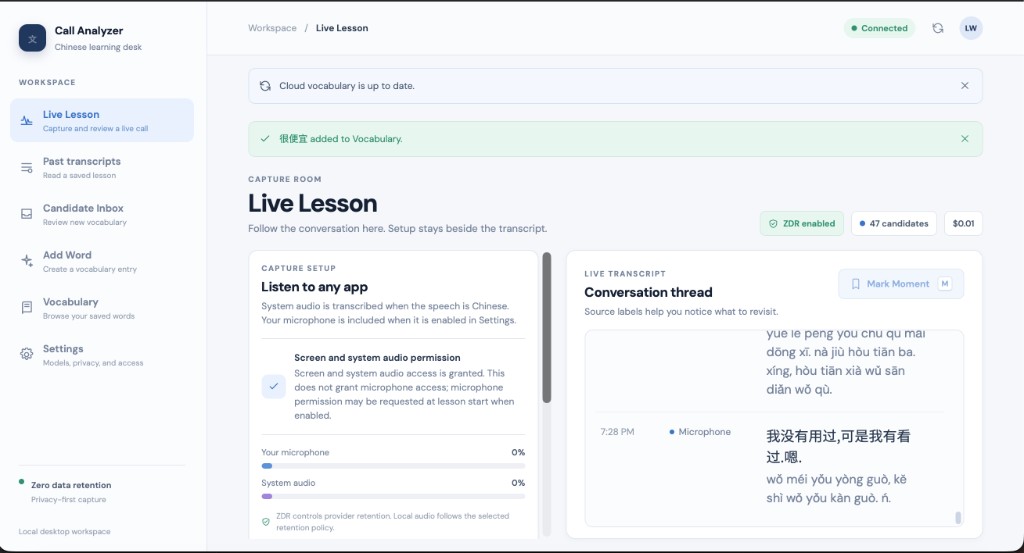 文
Call Analyzer
Chinese learning desk
WORKSPACE
Live Lesson
Capture and review a live call
Past transcripts
Read a saved lesson
Candidate Inbox
Review new vocabulary
Add Word
Create a vocabulary entry
Vocabulary
Browse your saved words
Settings
Models, privacy, and access
Zero data retention
Privacy-first capture
Local desktop workspace
Workspace / Live Lesson
Connected
LW
Cloud vocabulary is up to date.
很便宜 added to Vocabulary.
CAPTURE ROOM
Live Lesson
Follow the conversation here. Setup stays beside the transcript.
ZDR enabled
47 candidates
$0.01
CAPTURE SETUP
Listen to any app
System audio is transcribed when the speech is Chinese.
Your microphone is included when it is enabled in Settings.
Screen and system audio permission
Screen and system audio access is granted. This
does not grant microphone access; microphone
permission may be requested at lesson start when
enabled.
Your microphone 0%
System audio 0%
ZDR controls provider retention. Local audio follows the selected
retention policy.
LIVE TRANSCRIPT
Conversation thread
Source labels help you notice what to revisit.
Mark Moment M
yuē le péng yǒu chū qù mǎi
dōng xī. nà jiù hòu tiān ba.
xíng, hòu tiān xià wǔ sān
diǎn wǒ qù.
7:28 PM
Microphone
我没有用过,可是我有看
过.嗯.
wǒ méi yǒu yòng guò, kě
shì wǒ yǒu kàn guò. ń.